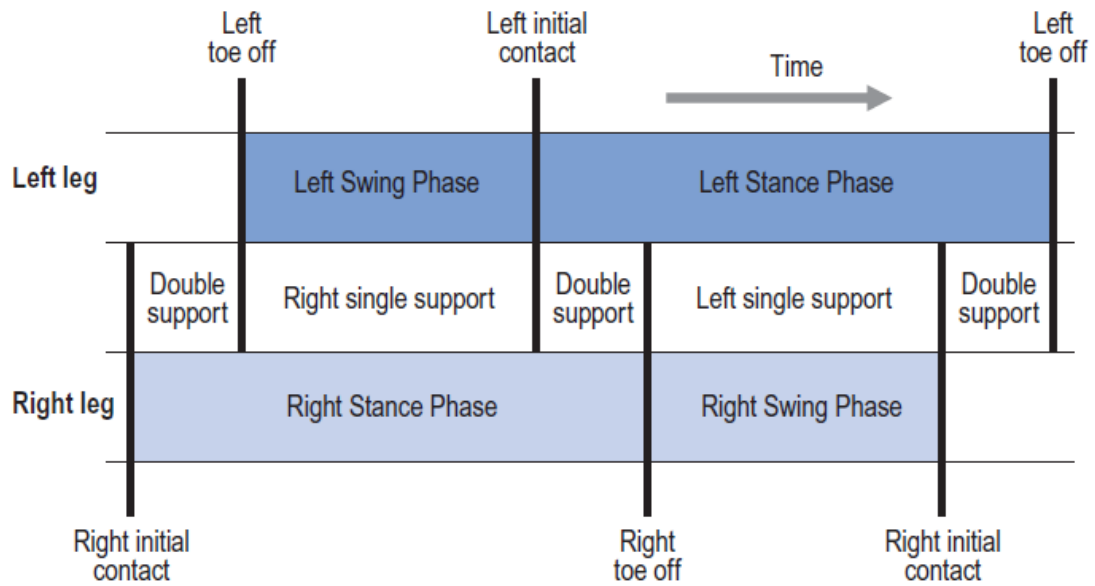 Left
toe off
Left initial
contact
Time
Left
toe off
Left leg
Left Swing Phase
Left Stance Phase
Double
support
Right single support
Double
support
Left single support
Double
support
Right leg
Right Stance Phase
Right Swing Phase
Right initial
contact
Right
toe off
Right initial
contact